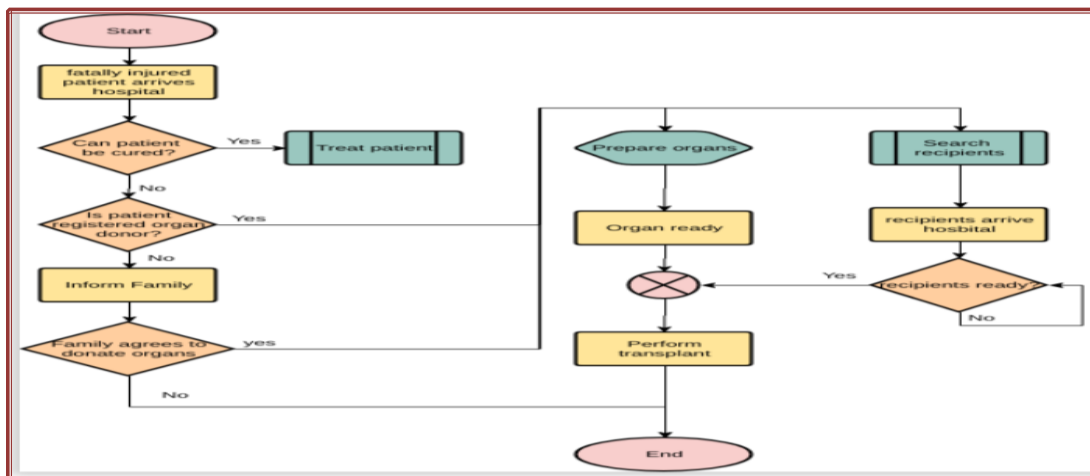 Start
fatally injured
patient arrives
hospital
Can patient
be cured?
Yes
Treat patient
No
Is patient
registered organ
donor?
Yes
No
Inform Family
Family agrees to
donate organs
yes
No
Prepare organs
Organ ready
Perform
transplant
End
Search
recipients
recipients arrive
hosbital
recipients ready?
Yes
No